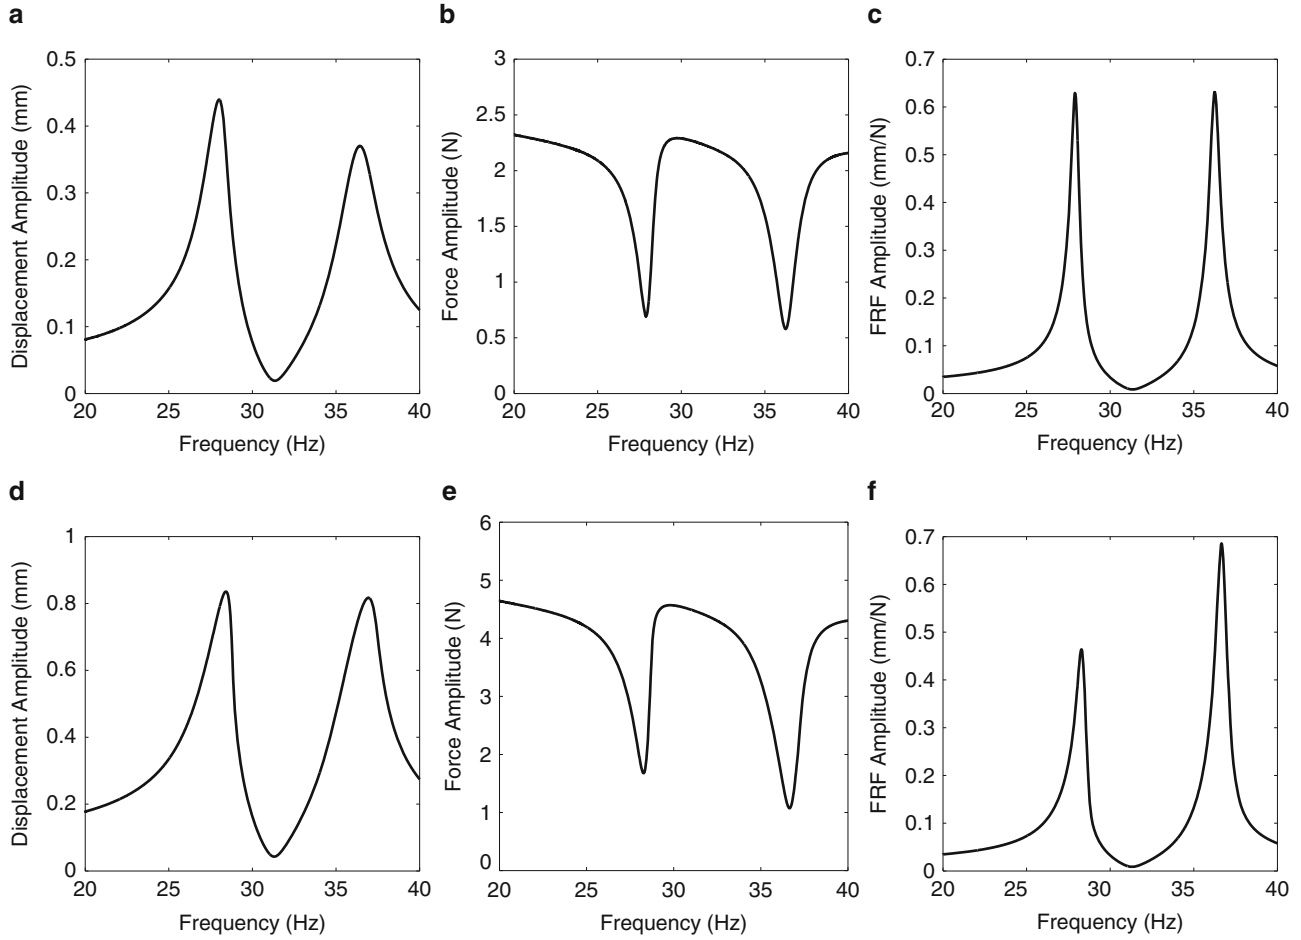 a
Displacement Amplitude (mm)
0.5
0.4
0.3
0.2
0.1
0
20 25 30 35 40
Frequency (Hz)
b
Force Amplitude (N)
3
2.5
2
1.5
1
0.5
0
20 25 30 35 40
Frequency (Hz)
c
FRF Amplitude (mm/N)
0.7
0.6
0.5
0.4
0.3
0.2
0.1
0
20 25 30 35 40
Frequency (Hz)
d
Displacement Amplitude (mm)
1
0.8
0.6
0.4
0.2
0
20 25 30 35 40
Frequency (Hz)
e
Force Amplitude (N)
6
5
4
3
2
1
0
20 25 30 35 40
Frequency (Hz)
f
FRF Amplitude (mm/N)
0.7
0.6
0.5
0.4
0.3
0.2
0.1
0
20 25 30 35 40
Frequency (Hz)